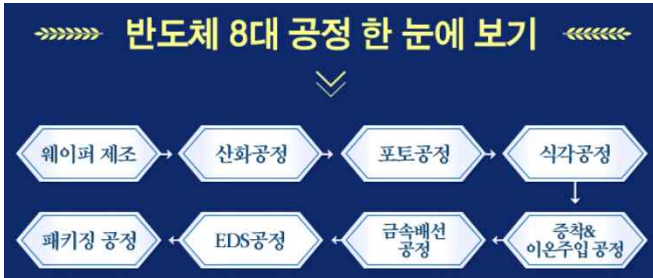 반도체 8대 공정 한 눈에 보기
웨이퍼 제조
산화공정
포토공정
식각공정
증착&
이온주입 공정
금속배선
공정
EDS공정
패키징 공정